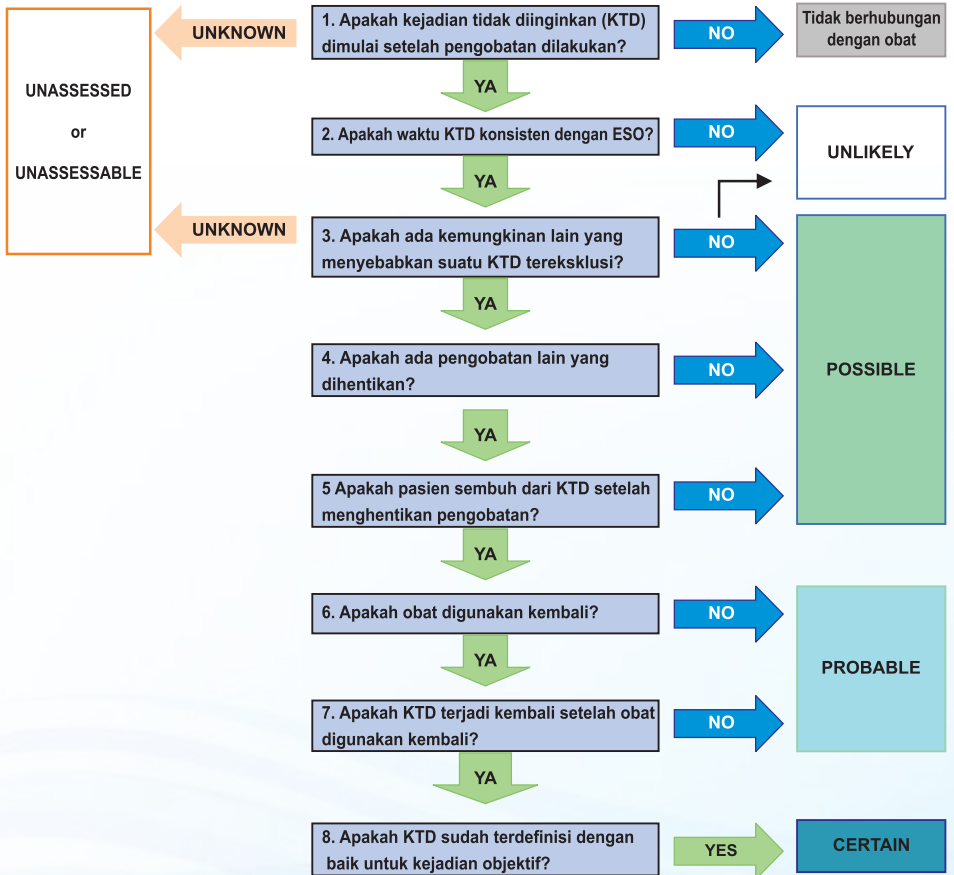 UNKNOWN
1. Apakah kejadian tidak diinginkan (KTD)
dimulai setelah pengobatan dilakukan?
NO
Tidak berhubungan
dengan obat
UNASSESSED
or
UNASSESSABLE
YA
2. Apakah waktu KTD konsisten dengan ESO?
NO
UNLIKELY
YA
UNKNOWN
3. Apakah ada kemungkinan lain yang
menyebabkan suatu KTD tereksklusi?
NO
YA
4. Apakah ada pengobatan lain yang
dihentikan?
NO
POSSIBLE
YA
5 Apakah pasien sembuh dari KTD setelah
menghentikan pengobatan?
NO
YA
6. Apakah obat digunakan kembali?
NO
YA
PROBABLE
7. Apakah KTD terjadi kembali setelah obat
digunakan kembali?
NO
YA
8. Apakah KTD sudah terdefinisi dengan
baik untuk kejadian objektif?
YES
CERTAIN